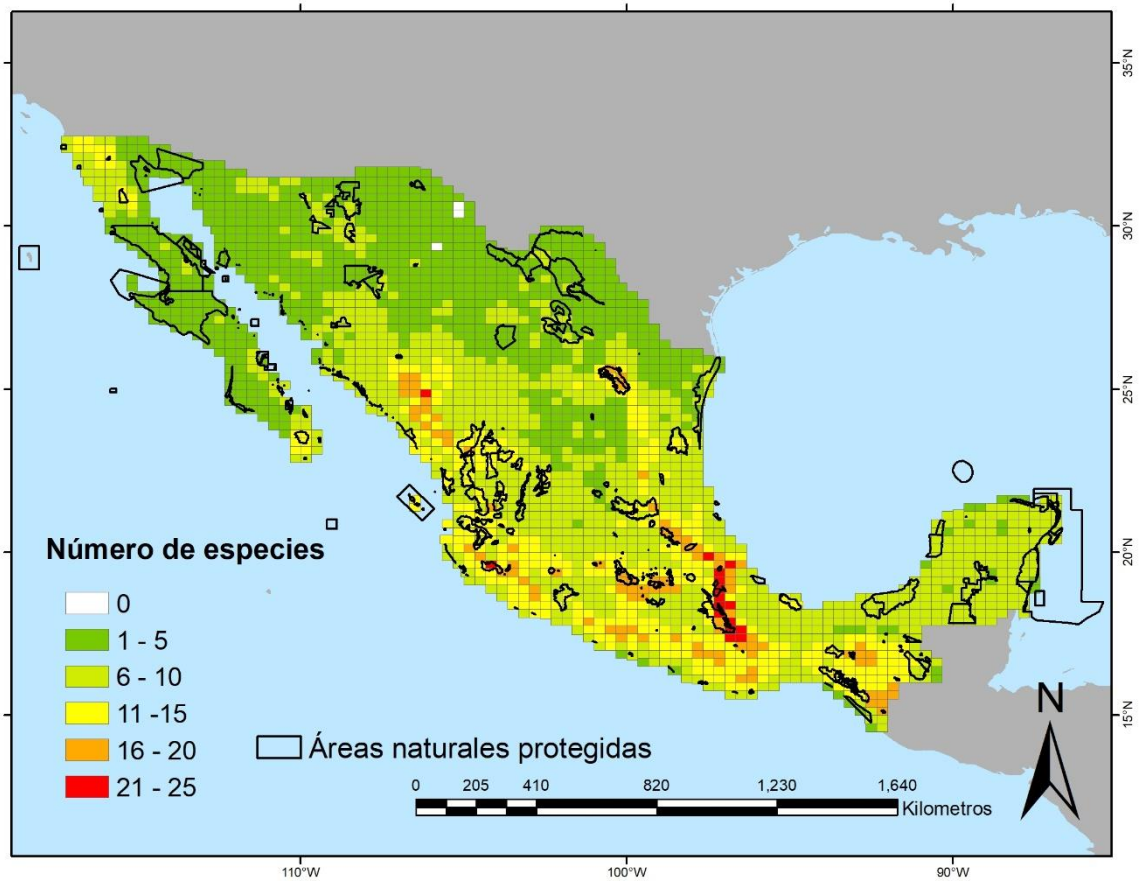 35°N
30°N
25°N
20°N
15°N
Número de especies
0
1 - 5
6 - 10
11 -15
16 - 20
21 - 25
Áreas naturales protegidas
0 205 410 820 1,230 1,640
Kilometros
N
110°W 100°W 90°W